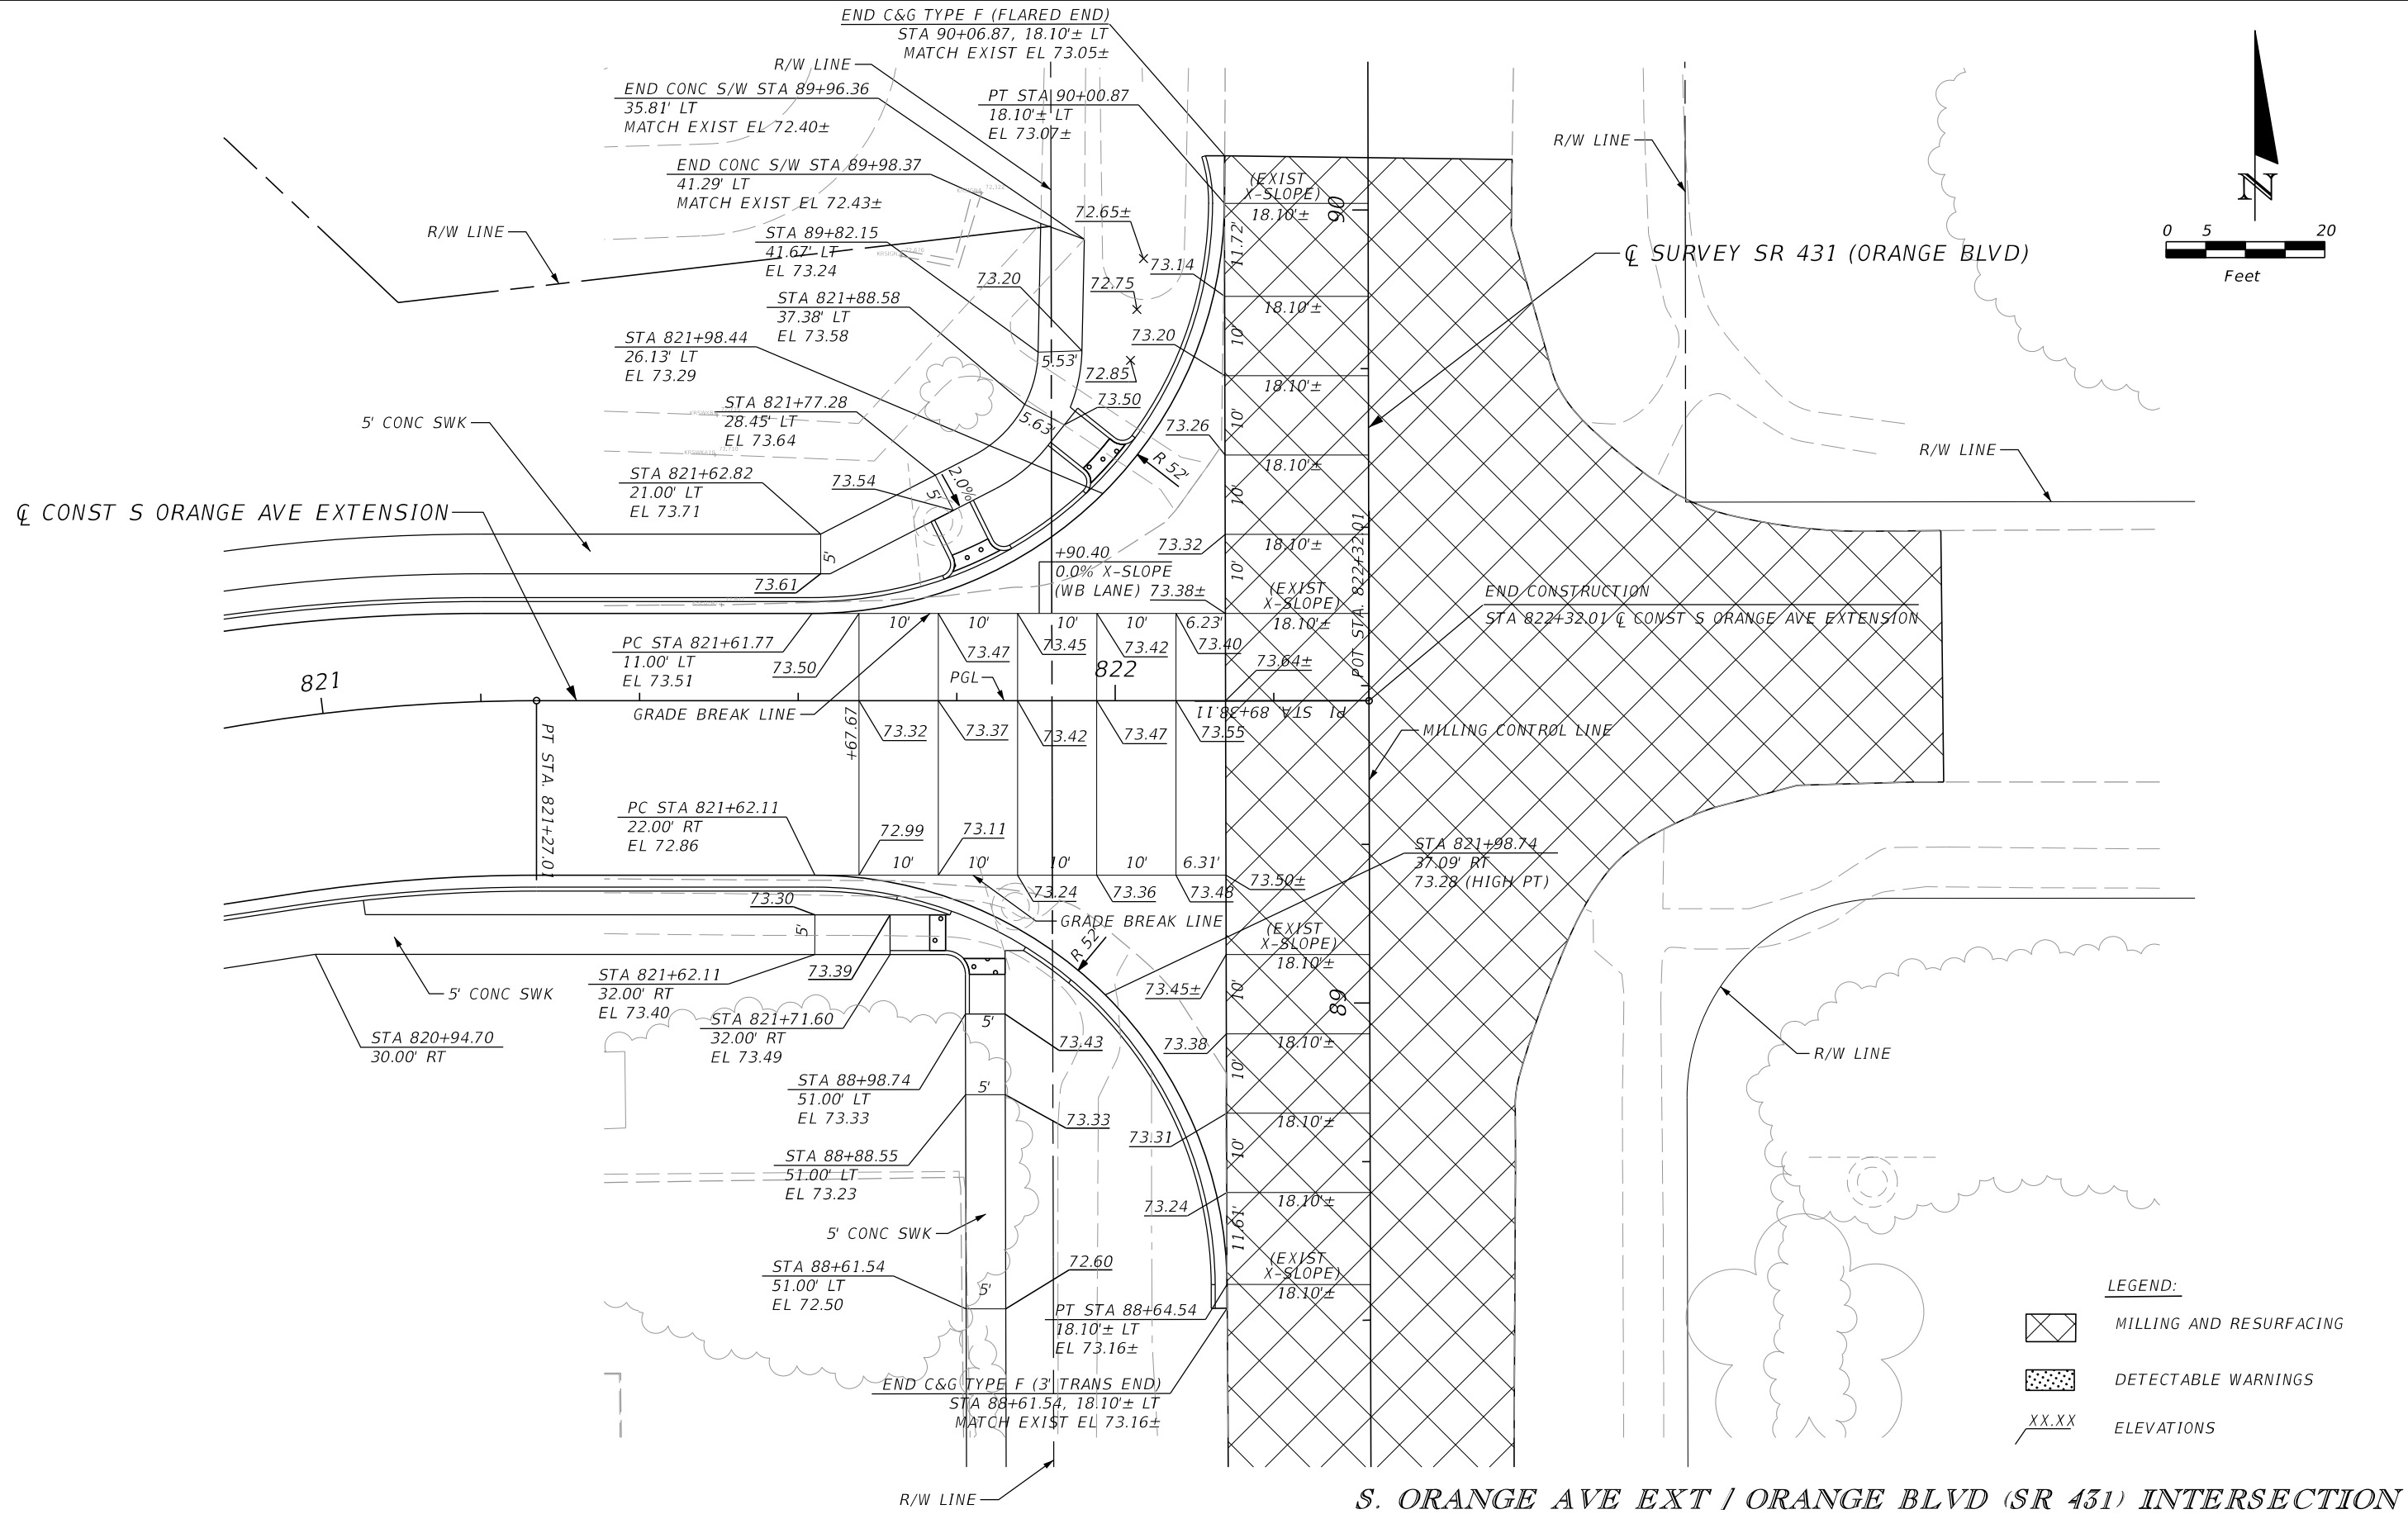 END C&G TYPE F (FLARED END)
STA 90+06.87, 18.10'± LT
MATCH EXIST EL 73.05±
R/W LINE
END CONC S/W STA 89+96.36
35.81' LT
MATCH EXIST EL 72.40±
PT STA 90+00.87
18.10'± LT
EL 73.07±
END CONC S/W STA 89+98.37
41.29' LT
MATCH EXIST EL 72.43±
R/W LINE
R/W LINE
N
0 5 20
Feet
STA 89+82.15
41.67' LT
EL 73.24
STA 821+88.58
37.38' LT
EL 73.58
STA 821+98.44
26.13' LT
EL 73.29
STA 821+77.28
28.45' LT
EL 73.64
STA 821+62.82
21.00' LT
EL 73.71
5' CONC SWK
℄ CONST S ORANGE AVE EXTENSION
72.65±
73.20
72.75
73.14
73.20
72.85
5.53'
73.50
5.63'
73.26
R 52'
2.0%
5'
73.54
73.32
5'
73.61
+90.40
0.0% X-SLOPE
(WB LANE) 73.38±
(EXIST
X-SLOPE)
18.10'±
90
11.72'
18.10'±
10'
18.10'±
10'
18.10'±
10'
18.10'±
10'
(EXIST
X-SLOPE)
18.10'±
POT STA. 822+32.01
℄ SURVEY SR 431 (ORANGE BLVD)
R/W LINE
END CONSTRUCTION
STA 822+32.01 ℄ CONST S ORANGE AVE EXTENSION
10' 10' 10' 10' 6.23'
PC STA 821+61.77
11.00' LT
EL 73.51
73.50
73.47
73.45
73.42
73.40
73.64±
821
822
PGL
GRADE BREAK LINE
PI STA 89+38.11
PT STA. 821+27.01
+67.97
73.32
73.37
73.42
73.47
73.55
MILLING CONTROL LINE
PC STA 821+62.11
22.00' RT
EL 72.86
72.99
73.11
10' 10' 10' 10' 6.31'
73.24
73.36
73.48
73.50±
STA 821+98.74
37.09' RT
73.28 (HIGH PT)
73.30
GRADE BREAK LINE
5'
73.39
R 52'
(EXIST
X-SLOPE)
18.10'±
5' CONC SWK
STA 821+62.11
32.00' RT
EL 73.40
STA 820+94.70
30.00' RT
STA 821+71.60
32.00' RT
EL 73.49
5'
73.43
73.45±
10'
89
73.38
18.10'±
R/W LINE
STA 88+98.74
51.00' LT
EL 73.33
5'
73.33
10'
73.31
18.10'±
STA 88+88.55
51.00' LT
EL 73.23
10'
73.24
18.10'±
5' CONC SWK
11.61'
STA 88+61.54
51.00' LT
EL 72.50
5'
72.60
(EXIST
X-SLOPE)
18.10'±
PT STA 88+64.54
18.10'± LT
EL 73.16±
END C&G TYPE F (3' TRANS END)
STA 88+61.54, 18.10'± LT
MATCH EXIST EL 73.16±
R/W LINE
LEGEND:
MILLING AND RESURFACING
DETECTABLE WARNINGS
XX.XX
ELEVATIONS
S. ORANGE AVE EXT / ORANGE BLVD (SR 431) INTERSECTION